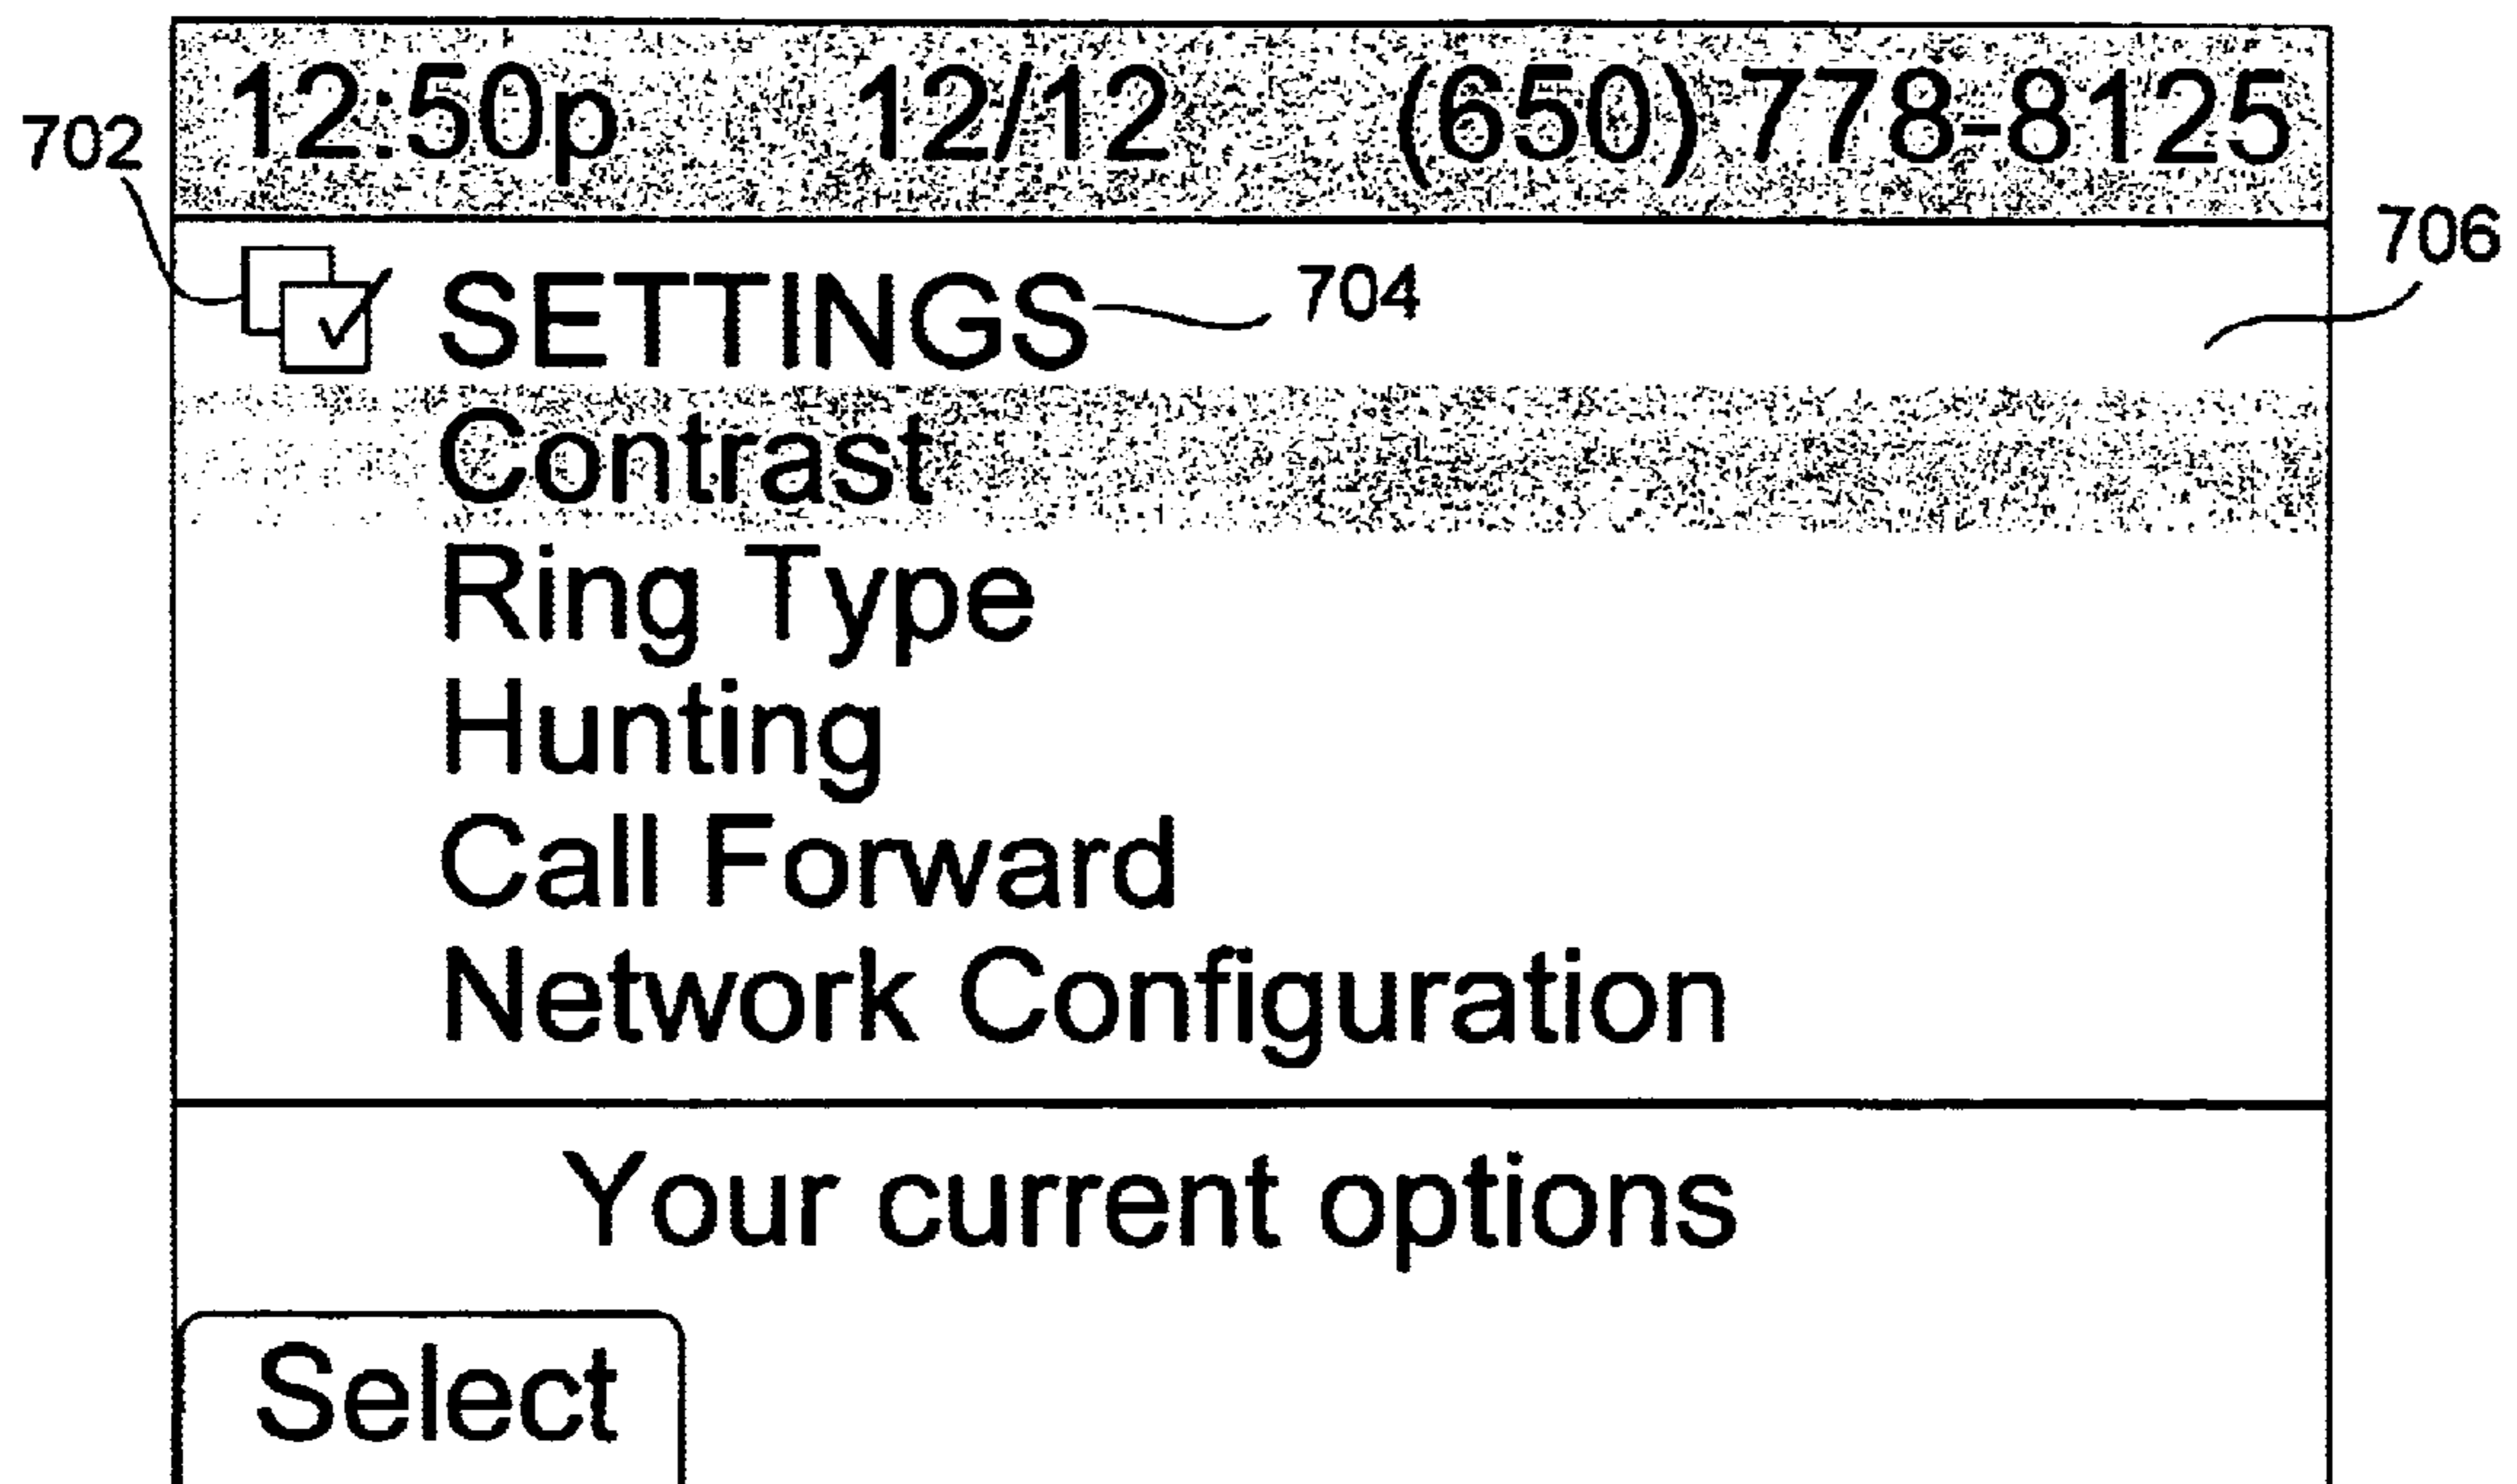 12:50p 12/12 (650) 778-8125
702
706
SETTINGS 704
Contrast
Ring Type
Hunting
Call Forward
Network Configuration
Your current options
Select